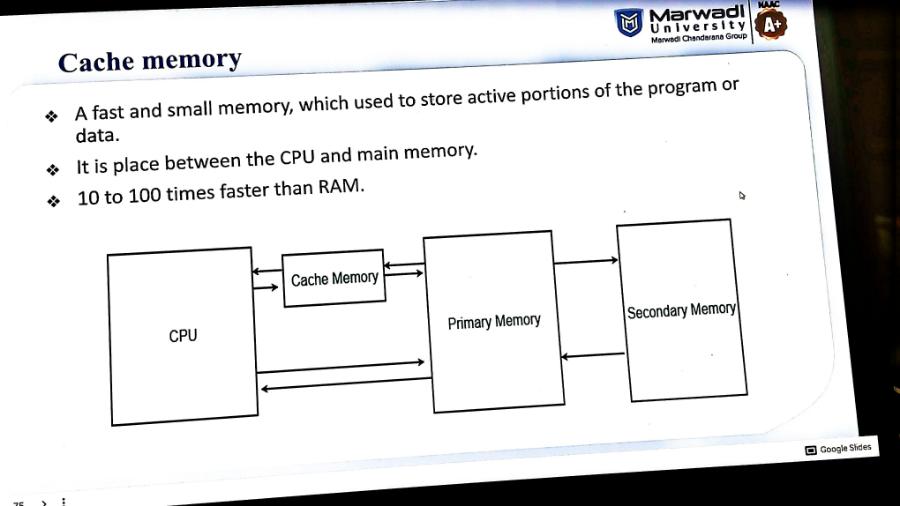 Marwadi
University
Marwadi Chandarana Group
NAAC
A+
Cache memory
❖ A fast and small memory, which used to store active portions of the program or
data.
❖ It is place between the CPU and main memory.
❖ 10 to 100 times faster than RAM.
CPU
Cache Memory
Primary Memory
Secondary Memory
Google Slides
75